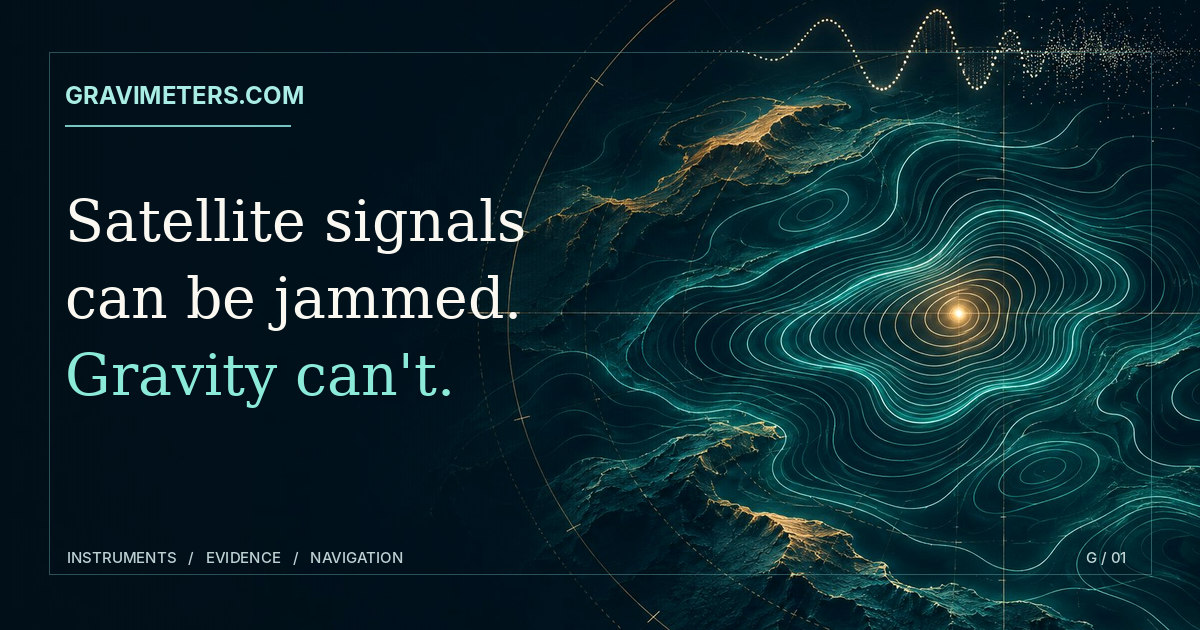 GRAVIMETERS.COM
Satellite signals
can be jammed.
Gravity can't.
INSTRUMENTS / EVIDENCE / NAVIGATION
G / 01